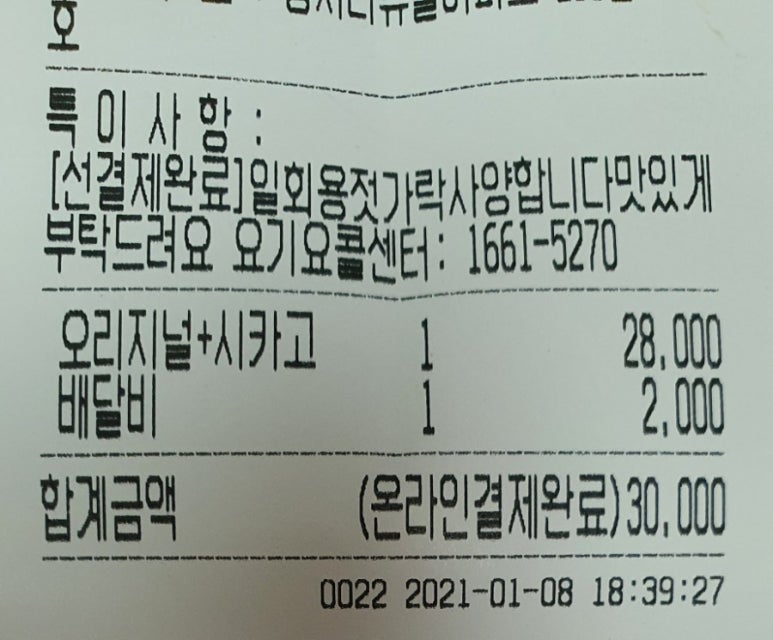 호
특이사항 :
[선결제완료]일회용젓가락사양합니다맛있게
부탁드려요 요기요콜센터: 1661-5270
오리지널+시카고 1 28,000
배달비 1 2,000
합계금액 (온라인결제완료)30,000
0022 2021-01-08 18:39:27